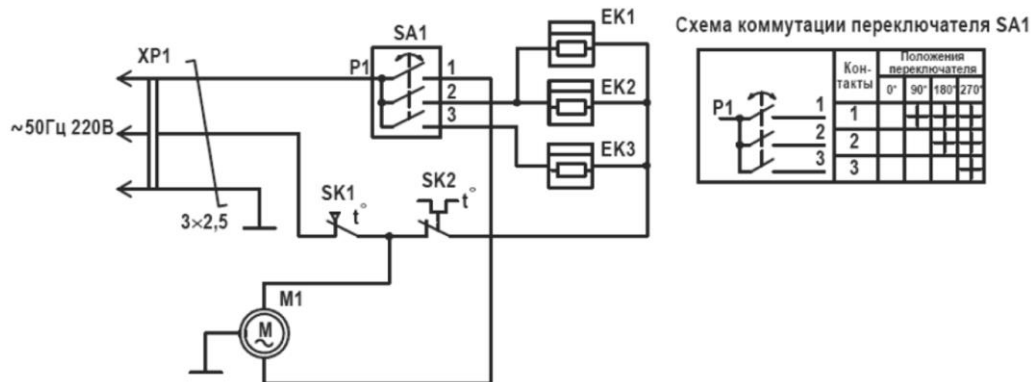 XP1
~50Гц 220В
3×2,5
SA1
P1
1
2
3
EK1
EK2
EK3
SK1
t°
SK2
t°
M1
M
Схема коммутации переключателя SA1
P1
1
2
3
Кон-
такты
Положения
переключателя
0° 90° 180° 270°
1
2
3